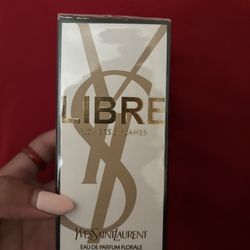 LIBRE
FLOWERS & FLAMES
YVESSAINTLAURENT
EAU DE PARFUM FLORALE